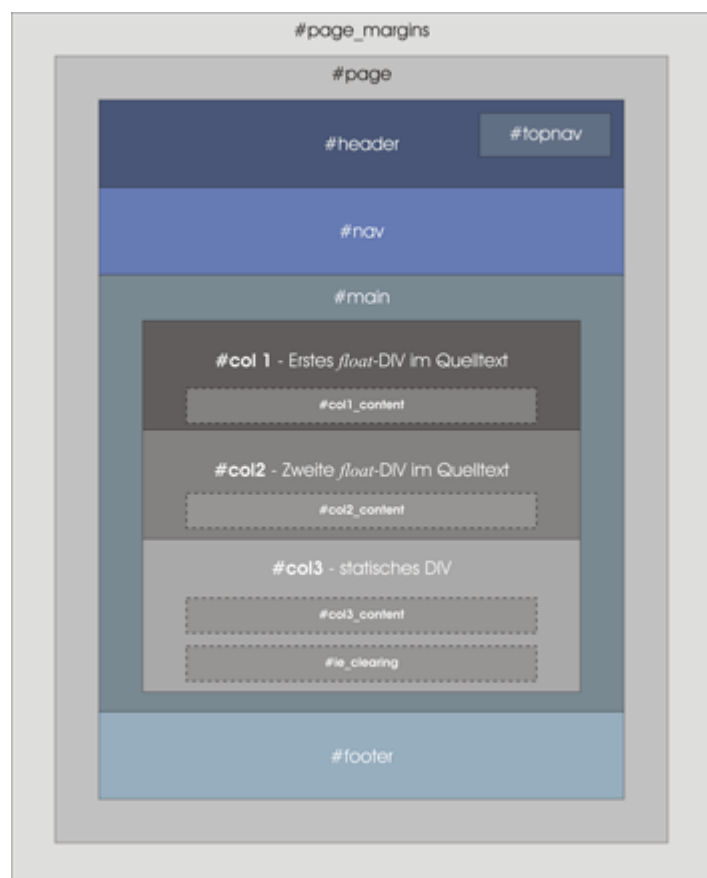 #page_margins
#page
#header
#topnav
#nav
#main
#col 1 - Erstes float-DIV im Quelltext
#col1_content
#col2 - Zweite float-DIV im Quelltext
#col2_content
#col3 - statisches DIV
#col3_content
#ie_clearing
#footer